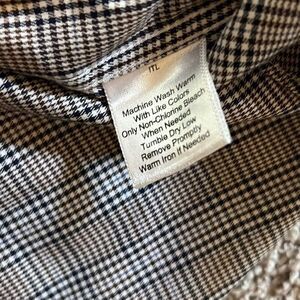 ITL
Machine Wash Warm
With Like Colors
Only Non-Chlorine Bleach
When Needed
Tumble Dry Low
Remove Promptly
Warm Iron If Needed